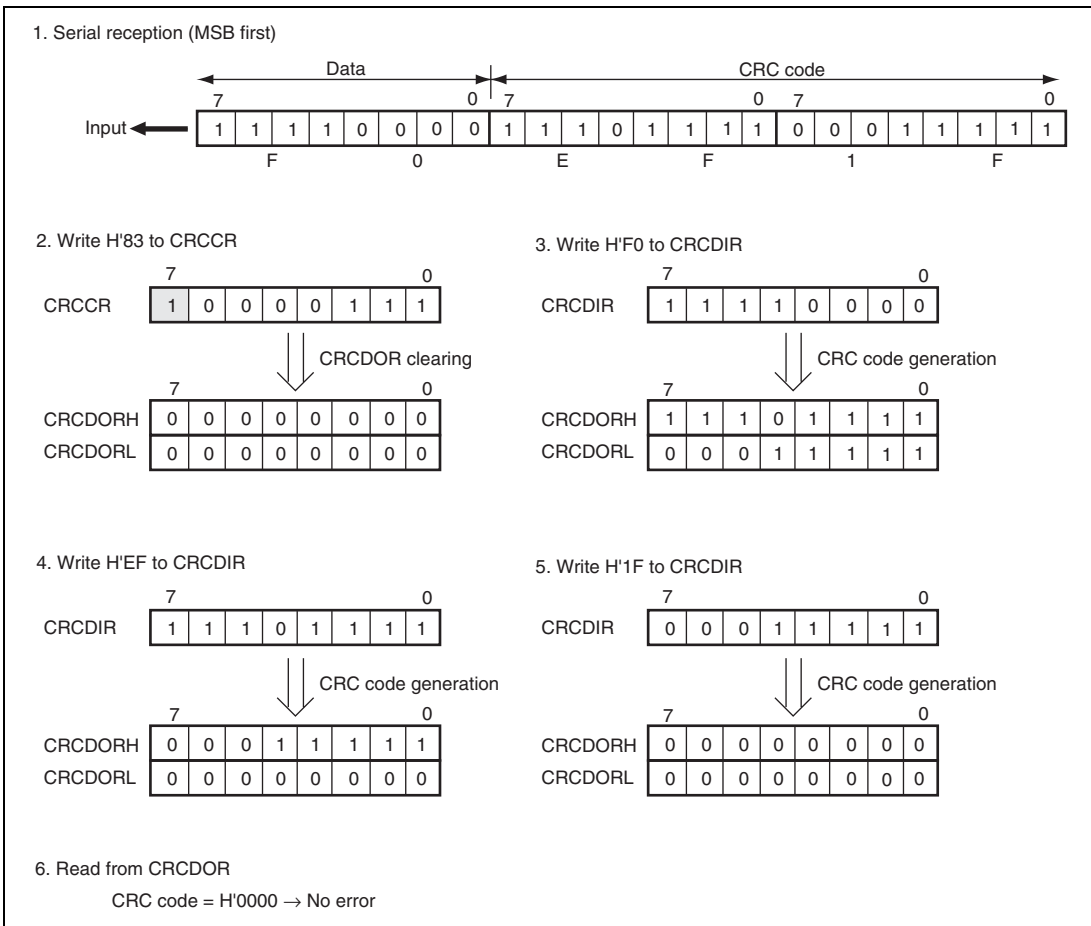 1. Serial reception (MSB first)
Data CRC code
7 0 7 0 7 0
Input 1 1 1 1 0 0 0 0 1 1 1 0 1 1 1 1 0 0 0 1 1 1 1 1
F 0 E F 1 F
2. Write H'83 to CRCCR
7 0
CRCCR 1 0 0 0 0 1 1 1
CRCDOR clearing
7 0
CRCDORH 0 0 0 0 0 0 0 0
CRCDORL 0 0 0 0 0 0 0 0
3. Write H'F0 to CRCDIR
7 0
CRCDIR 1 1 1 1 0 0 0 0
CRC code generation
7 0
CRCDORH 1 1 1 0 1 1 1 1
CRCDORL 0 0 0 1 1 1 1 1
4. Write H'EF to CRCDIR
7 0
CRCDIR 1 1 1 0 1 1 1 1
CRC code generation
7 0
CRCDORH 0 0 0 1 1 1 1 1
CRCDORL 0 0 0 0 0 0 0 0
5. Write H'1F to CRCDIR
7 0
CRCDIR 0 0 0 1 1 1 1 1
CRC code generation
7 0
CRCDORH 0 0 0 0 0 0 0 0
CRCDORL 0 0 0 0 0 0 0 0
6. Read from CRCDOR
CRC code = H'0000 → No error